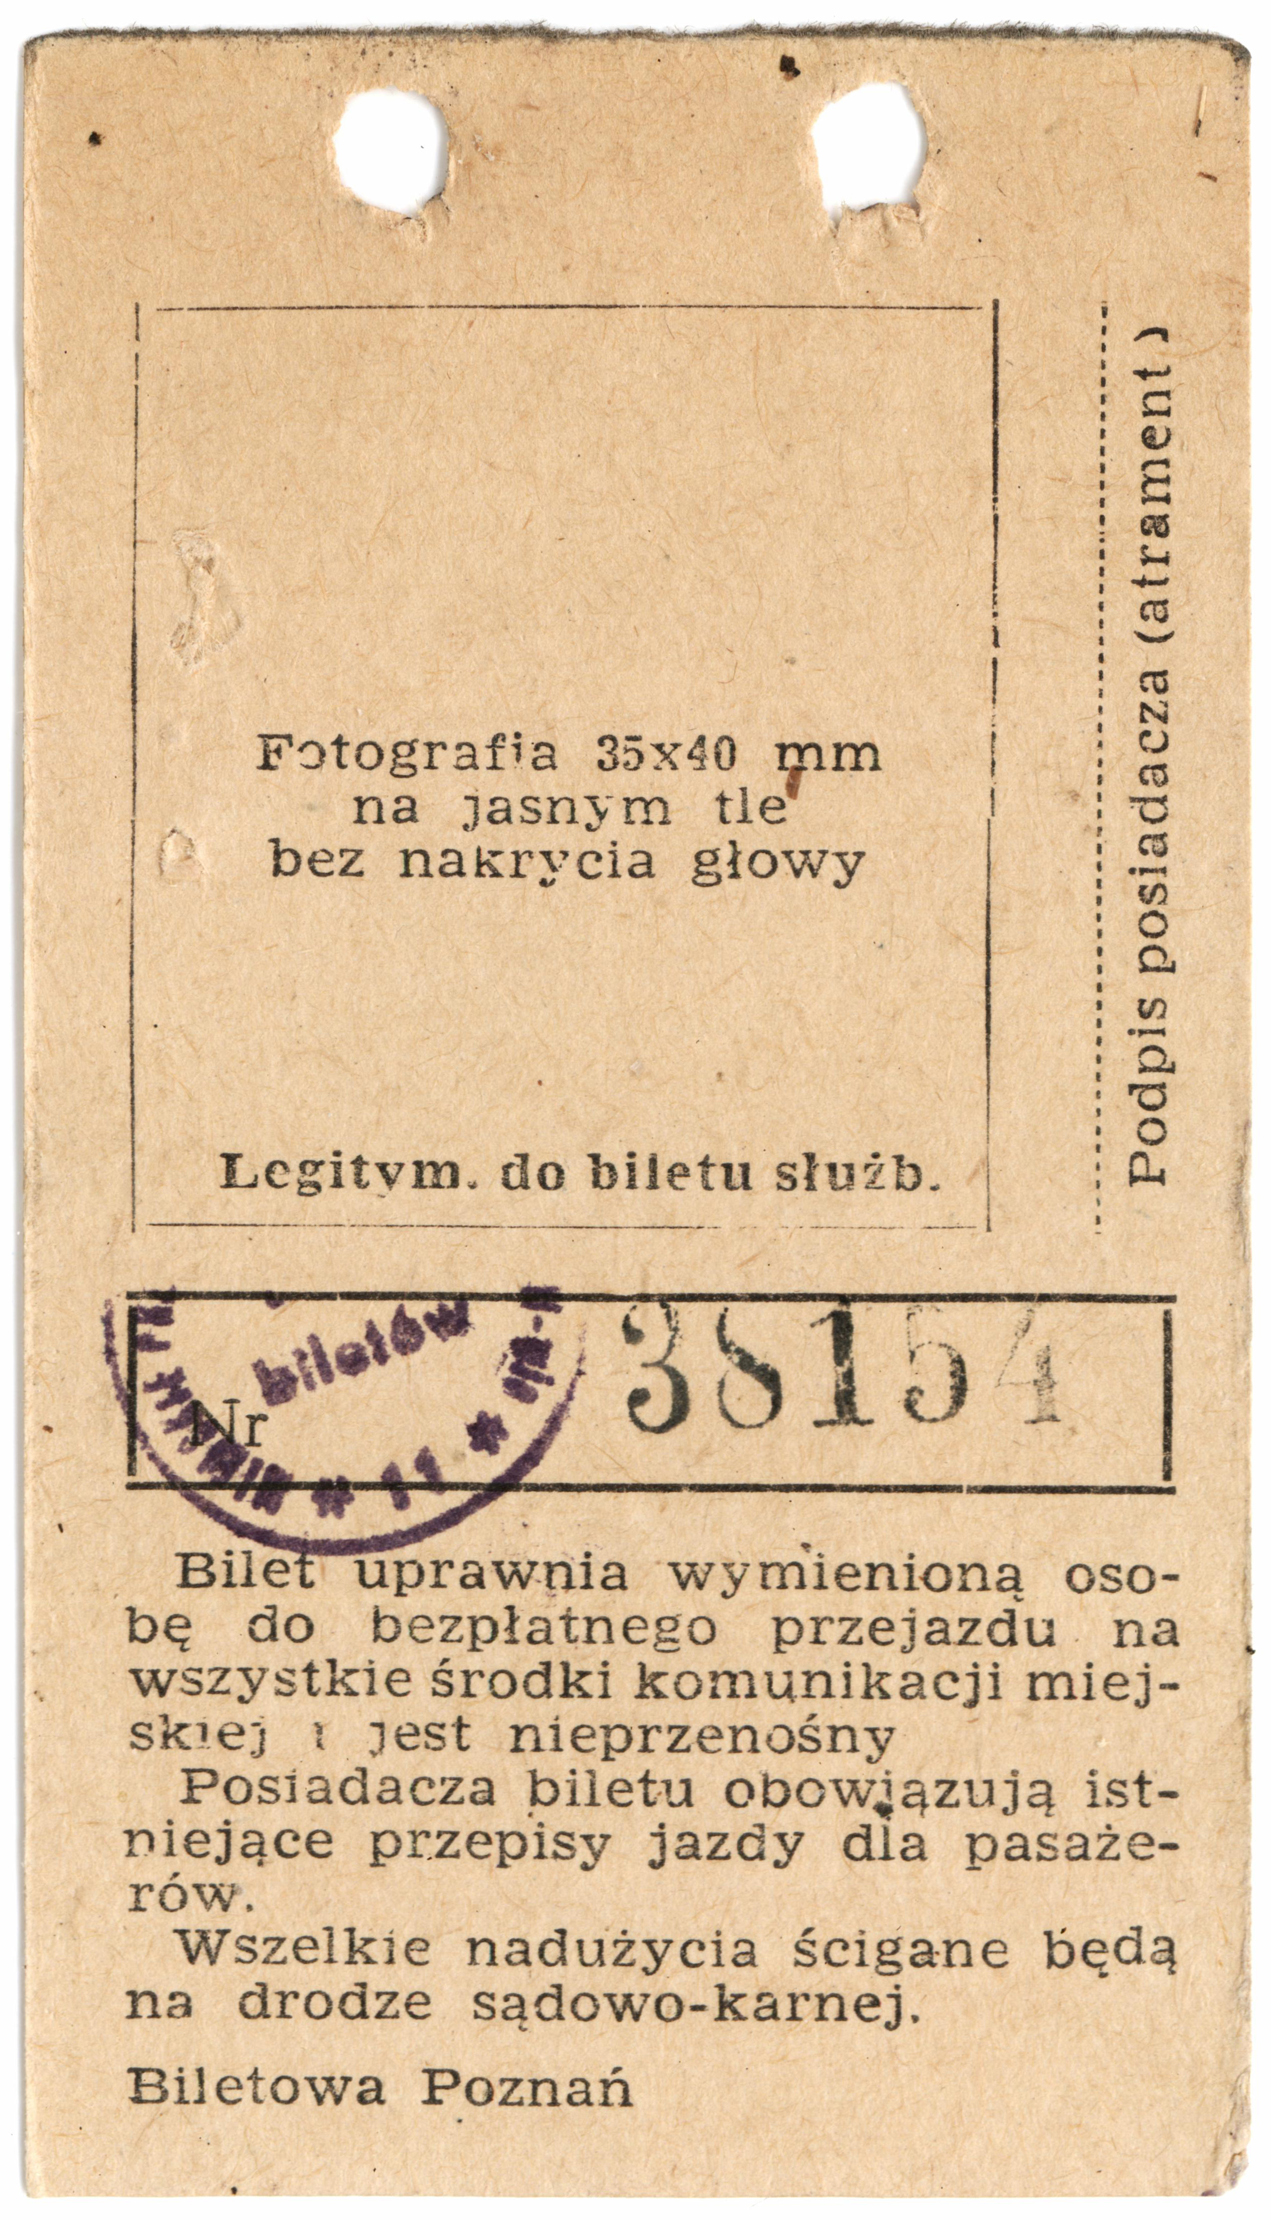 Fotografia 35x40 mm
na jasnym tle
bez nakrycia głowy
Legitym. do biletu służb.
Podpis posiadacza (atrament)
biletów
Nr 38154
* 11 *
Bilet uprawnia wymienioną oso-
bę do bezpłatnego przejazdu na
wszystkie środki komunikacji miej-
skiej i jest nieprzenośny
Posiadacza biletu obowiązują ist-
niejące przepisy jazdy dla pasaże-
rów.
Wszelkie nadużycia ścigane będą
na drodze sądowo-karnej.
Biletowa Poznań